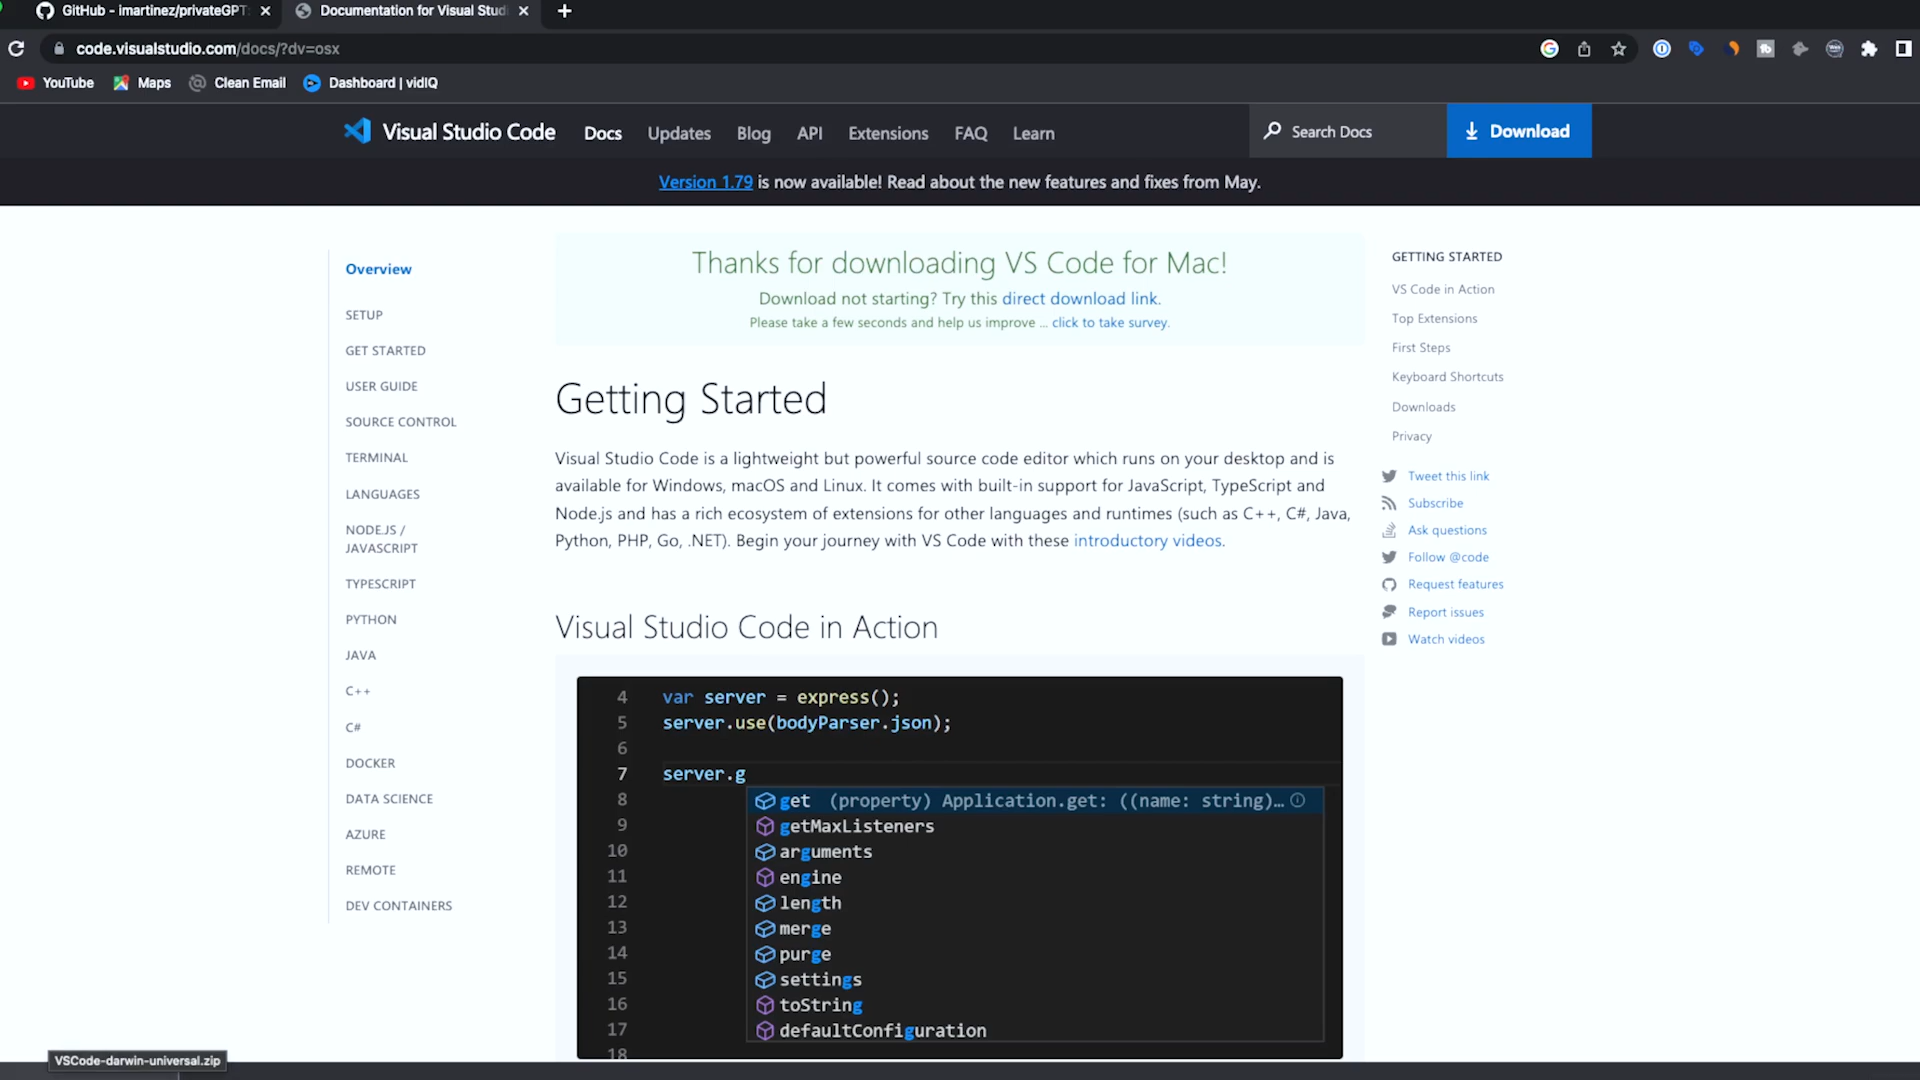 GitHub - imartinez/privateGPT:
Documentation for Visual Studi
code.visualstudio.com/docs/?dv=osx
YouTube
Maps
Clean Email
Dashboard | vidIQ
Visual Studio Code
Docs
Updates
Blog
API
Extensions
FAQ
Learn
Search Docs
Download
Version 1.79 is now available! Read about the new features and fixes from May.
Overview
SETUP
GET STARTED
USER GUIDE
SOURCE CONTROL
TERMINAL
LANGUAGES
NODE.JS /
JAVASCRIPT
TYPESCRIPT
PYTHON
JAVA
C++
C#
DOCKER
DATA SCIENCE
AZURE
REMOTE
DEV CONTAINERS
Thanks for downloading VS Code for Mac!
Download not starting? Try this direct download link.
Please take a few seconds and help us improve ... click to take survey.
Getting Started
Visual Studio Code is a lightweight but powerful source code editor which runs on your desktop and is
available for Windows, macOS and Linux. It comes with built-in support for JavaScript, TypeScript and
Node.js and has a rich ecosystem of extensions for other languages and runtimes (such as C++, C#, Java,
Python, PHP, Go, .NET). Begin your journey with VS Code with these introductory videos.
Visual Studio Code in Action
4 var server = express();
5 server.use(bodyParser.json);
6
7 server.g
8 get (property) Application.get: ((name: string)…
9 getMaxListeners
10 arguments
11 engine
12 length
13 merge
14 purge
15 settings
16 toString
17 defaultConfiguration
18
GETTING STARTED
VS Code in Action
Top Extensions
First Steps
Keyboard Shortcuts
Downloads
Privacy
Tweet this link
Subscribe
Ask questions
Follow @code
Request features
Report issues
Watch videos
VSCode-darwin-universal.zip